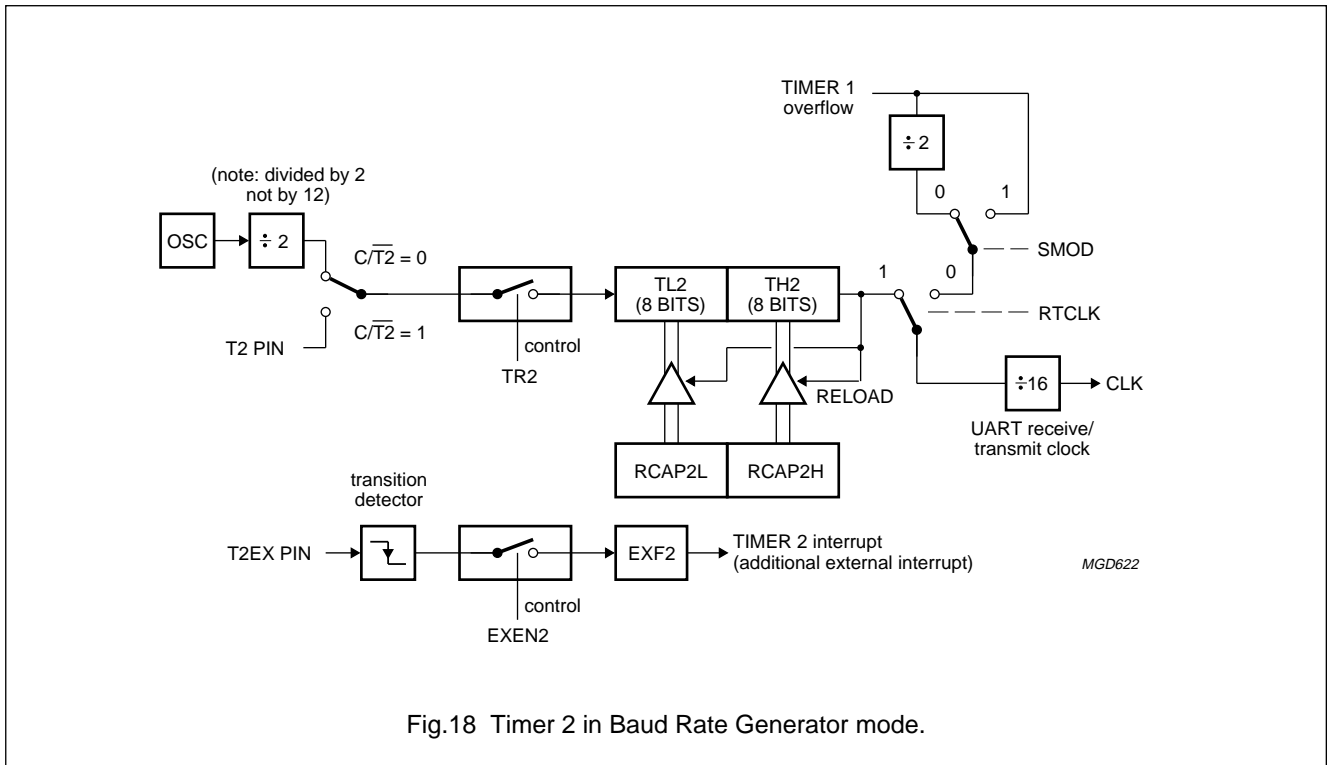 TIMER 1
overflow
÷ 2
0 1
SMOD
(note: divided by 2
not by 12)
OSC
÷ 2
C/T̅2̅ = 0
C/T̅2̅ = 1
T2 PIN
control
TR2
TL2
(8 BITS)
TH2
(8 BITS)
1 0
RTCLK
RELOAD
÷16
CLK
UART receive/
transmit clock
RCAP2L
RCAP2H
transition
detector
T2EX PIN
control
EXEN2
EXF2
TIMER 2 interrupt
(additional external interrupt)
MGD622
Fig.18 Timer 2 in Baud Rate Generator mode.